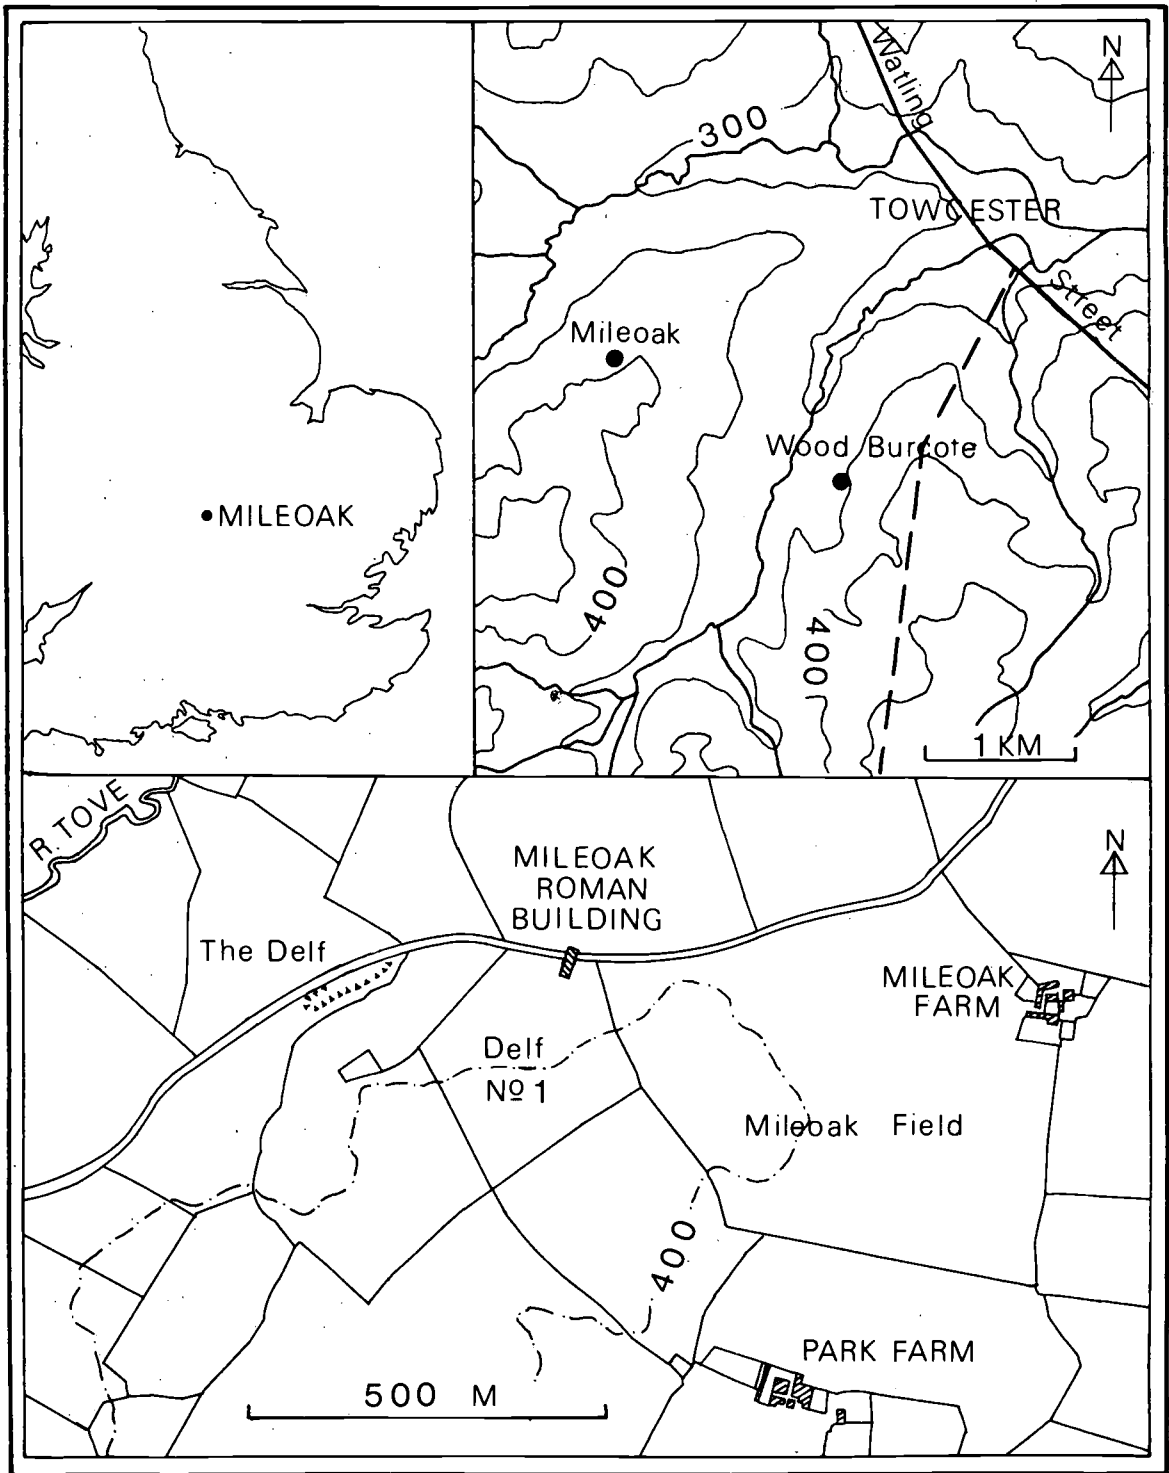 MILEOAK
N
Watling
300
TOWCESTER
Street
Mileoak
Wood Burcote
400
400
1 KM
R. TOVE
MILEOAK
ROMAN
BUILDING
N
The Delf
MILEOAK
FARM
Delf
Nº 1
Mileoak Field
400
PARK FARM
500 M